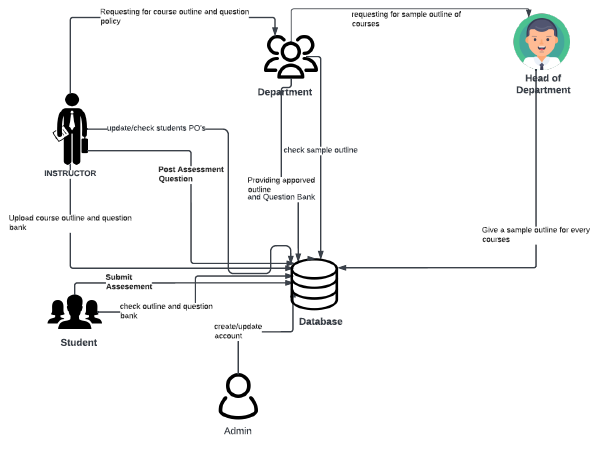 Requesting for course outline and question
policy
requesting for sample outline of
courses
Head of
Department
Department
update/check students PO's
check sample outline
INSTRUCTOR
Post Assessment
Question
Providing apporved
outline
and Question Bank
Upload course outline and question
bank
Give a sample outline for every
courses
Submit
Assesement
check outline and question
bank
Database
create/update
account
Student
Admin